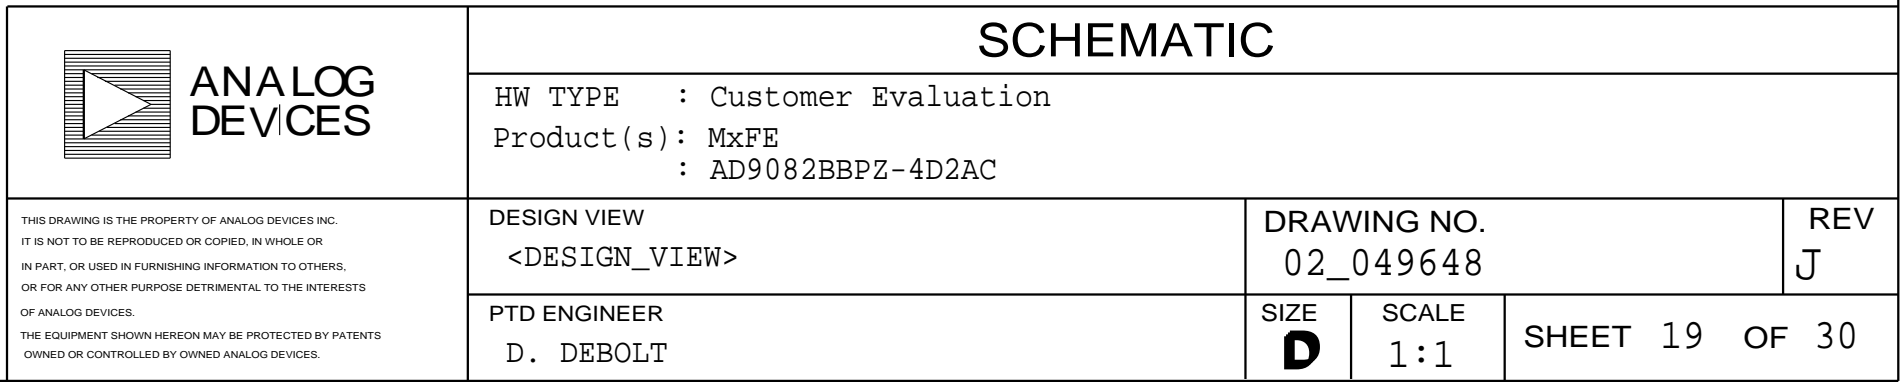 ANALOG
DEVICES
SCHEMATIC
HW TYPE : Customer Evaluation
Product(s): MxFE
: AD9082BBPZ-4D2AC
THIS DRAWING IS THE PROPERTY OF ANALOG DEVICES INC.
IT IS NOT TO BE REPRODUCED OR COPIED, IN WHOLE OR
IN PART, OR USED IN FURNISHING INFORMATION TO OTHERS,
OR FOR ANY OTHER PURPOSE DETRIMENTAL TO THE INTERESTS
OF ANALOG DEVICES.
THE EQUIPMENT SHOWN HEREON MAY BE PROTECTED BY PATENTS
OWNED OR CONTROLLED BY OWNED ANALOG DEVICES.
DESIGN VIEW
<DESIGN_VIEW>
DRAWING NO.
02_049648
REV
J
PTD ENGINEER
D. DEBOLT
SIZE
D
SCALE
1:1
SHEET 19 OF 30